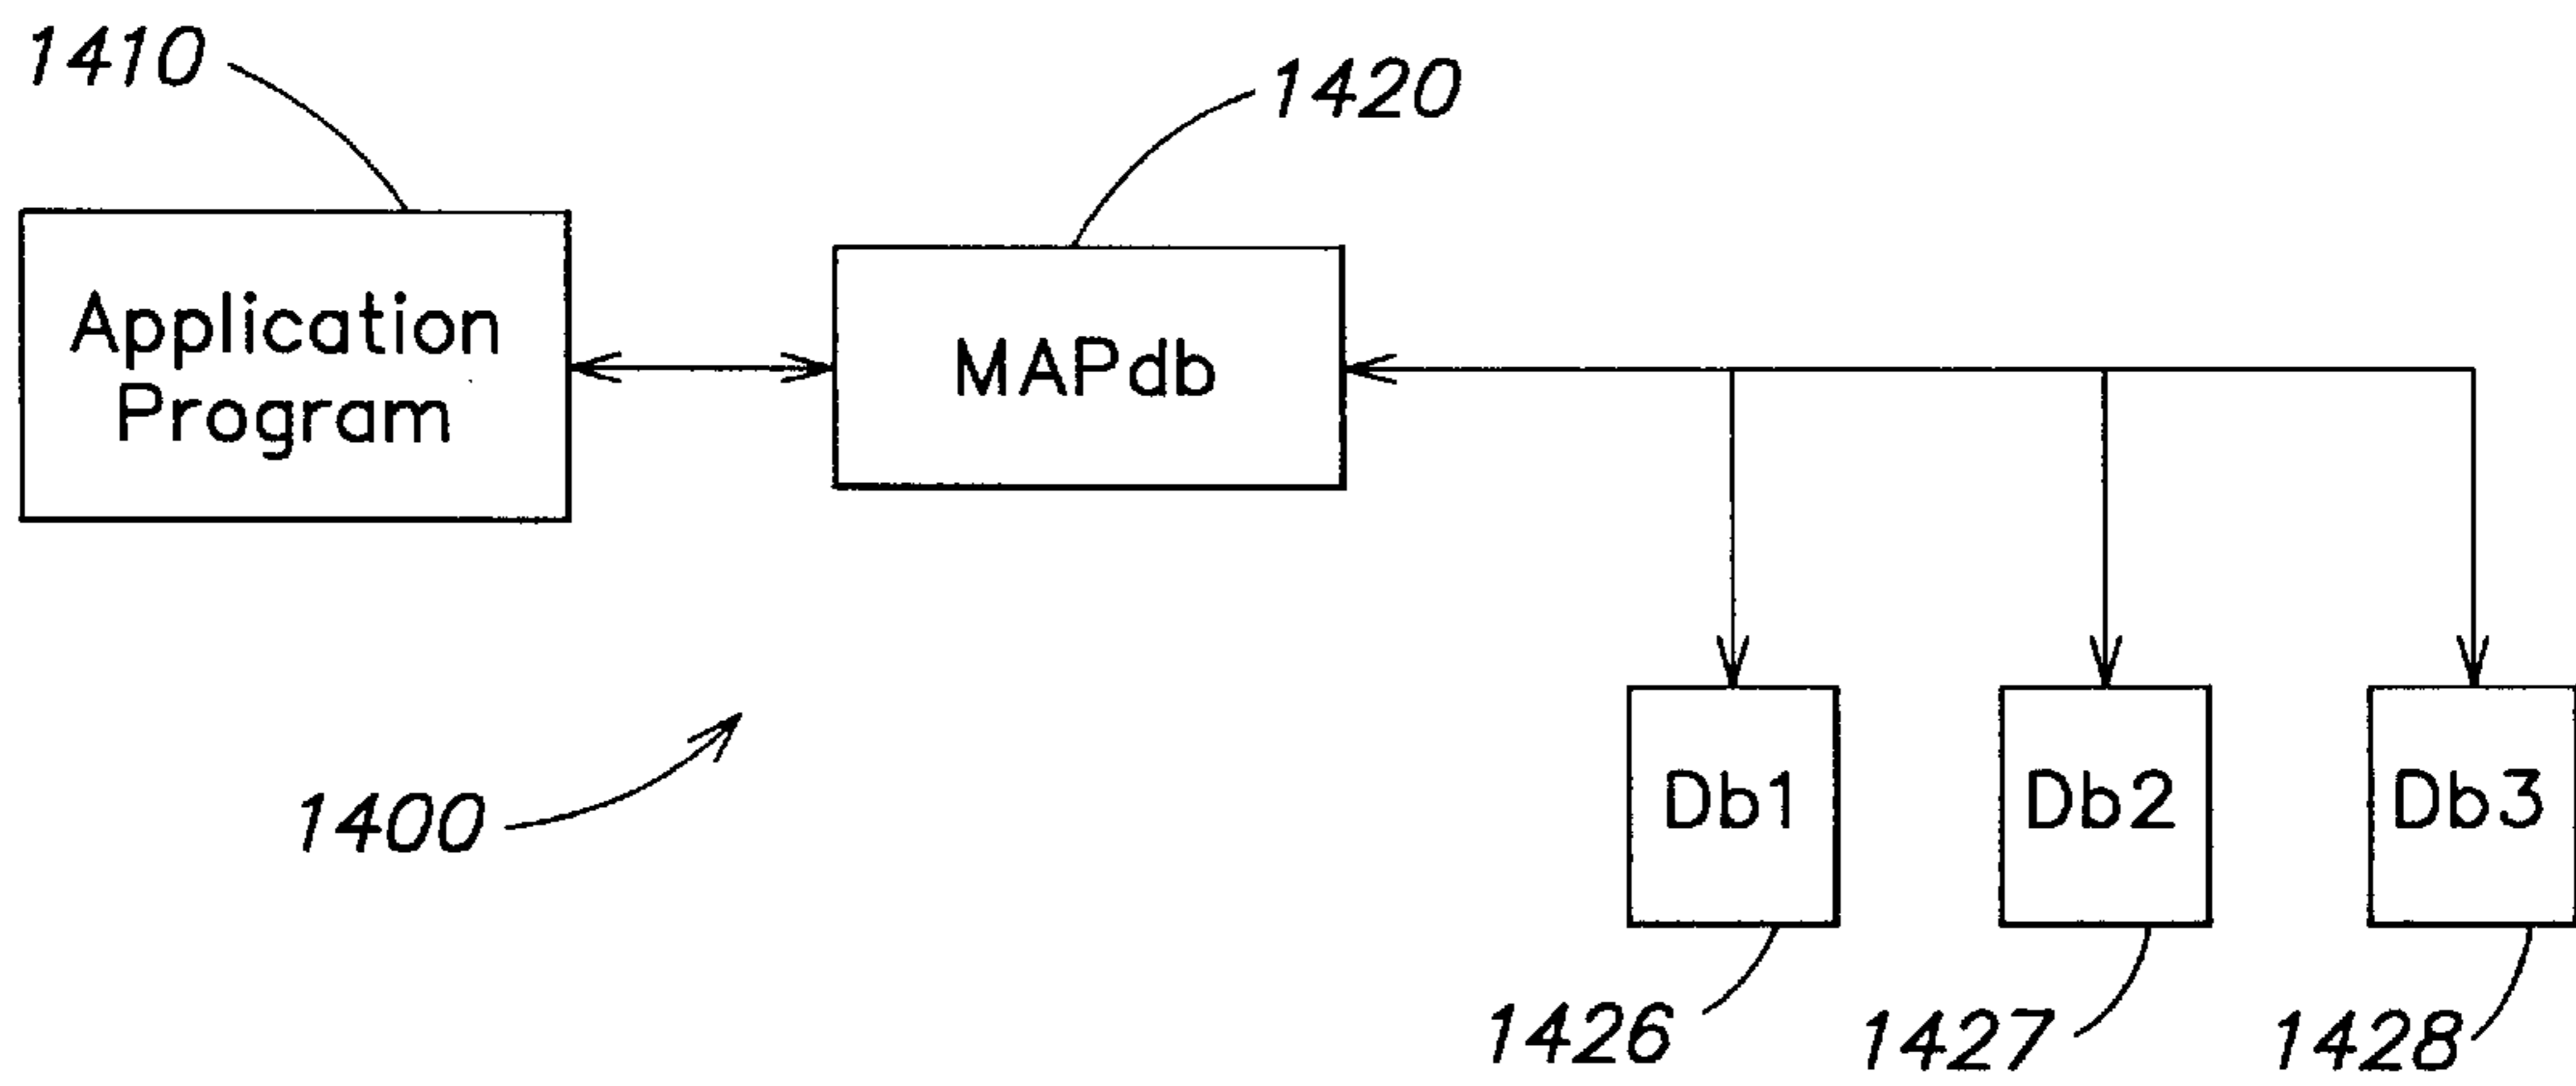 1410
1420
Application
Program
MAPdb
1400
Db1 Db2 Db3
1426 1427 1428